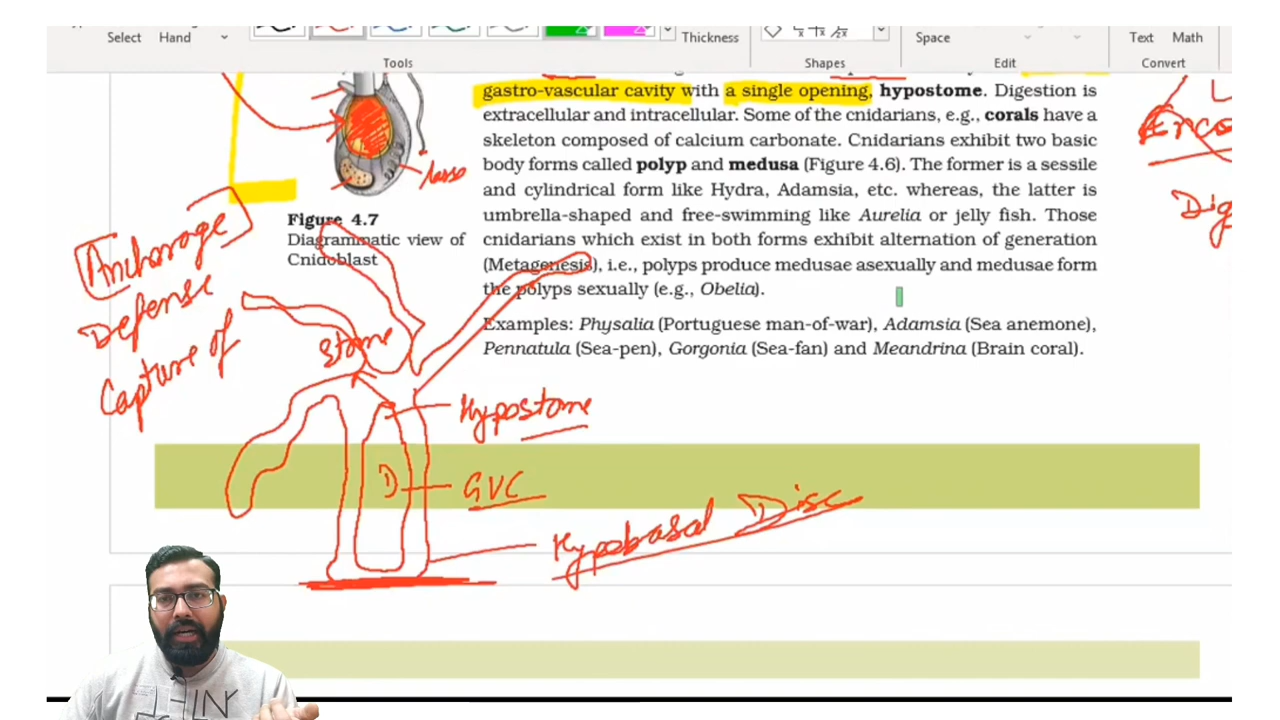 Select
Hand
Thickness
Space
Text
Math
Tools
Shapes
Edit
Convert
gastro-vascular cavity with a single opening, hypostome. Digestion is
extracellular and intracellular. Some of the cnidarians, e.g., corals have a
skeleton composed of calcium carbonate. Cnidarians exhibit two basic
body forms called polyp and medusa (Figure 4.6). The former is a sessile
and cylindrical form like Hydra, Adamsia, etc. whereas, the latter is
umbrella-shaped and free-swimming like Aurelia or jelly fish. Those
cnidarians which exist in both forms exhibit alternation of generation
(Metagenesis), i.e., polyps produce medusae asexually and medusae form
the polyps sexually (e.g., Obelia).
Examples: Physalia (Portuguese man-of-war), Adamsia (Sea anemone),
Pennatula (Sea-pen), Gorgonia (Sea-fan) and Meandrina (Brain coral).
lasso
Figure 4.7
Diagrammatic view of
Cnidoblast
Anchorage
Defense
Capture of
Stome
Hypostome
D
GVC
Hypobasal Disc
Dig